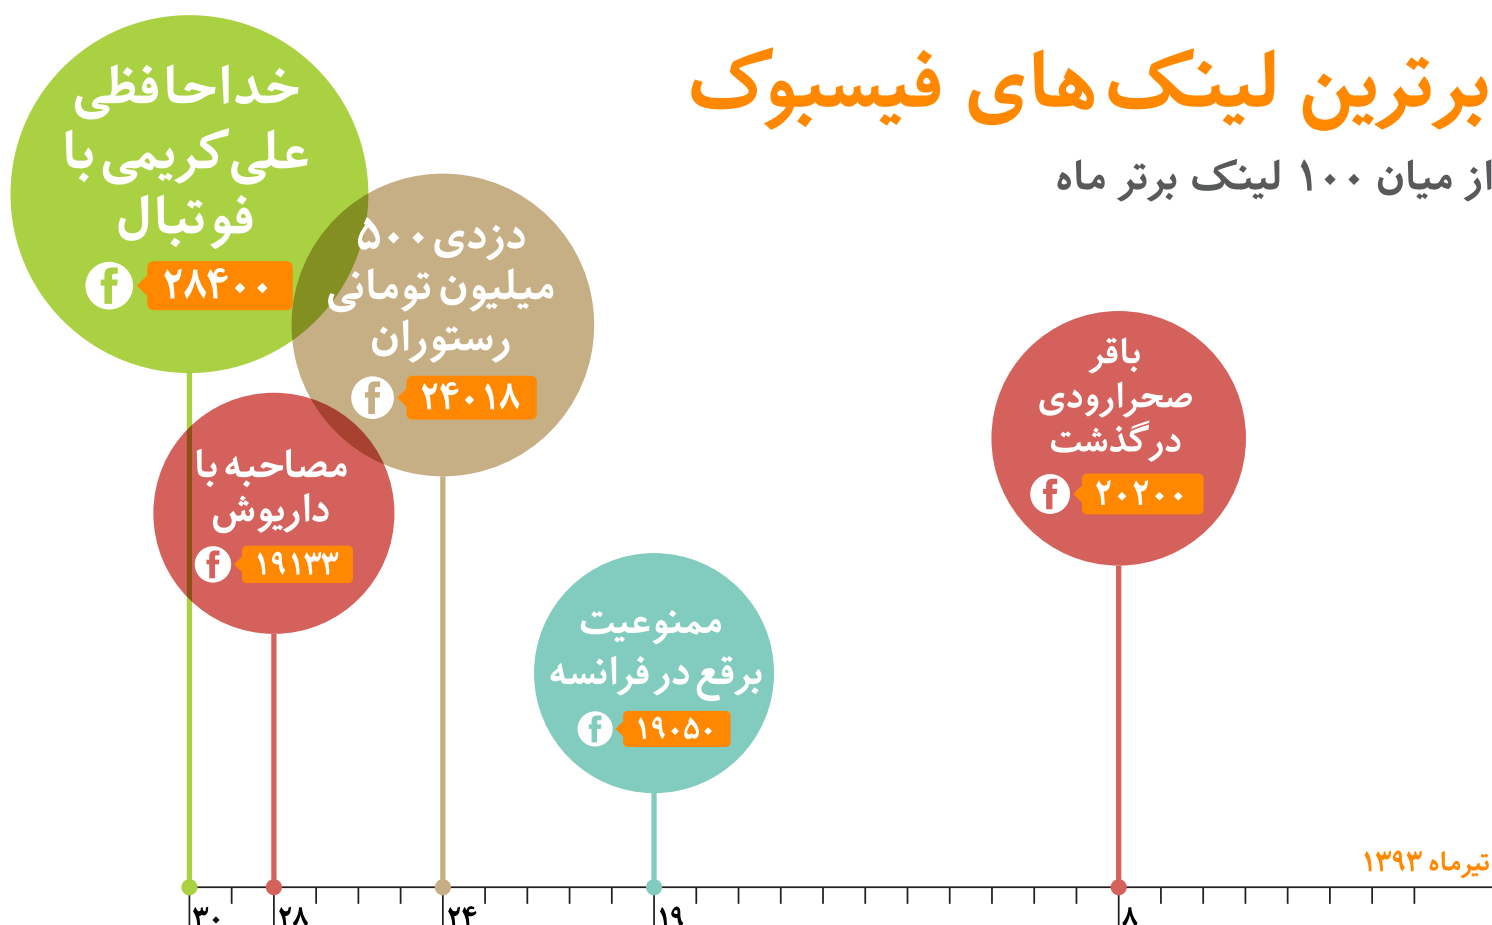 برترین لینک‌های فیسبوک
از میان ۱۰۰ لینک برتر ماه
خداحافظی
علی کریمی با
فوتبال
۲۸۴۰۰
f
دزدی ۵۰۰
میلیون تومانی
رستوران
۲۴۰۱۸
f
باقر
صحرارودی
درگذشت
۲۰۲۰۰
f
مصاحبه با
داریوش
۱۹۱۳۳
f
ممنوعیت
برقع در فرانسه
۱۹۰۵۰
f
تیرماه ۱۳۹۳
۸
۱۹
۲۴
۲۸
۳۰